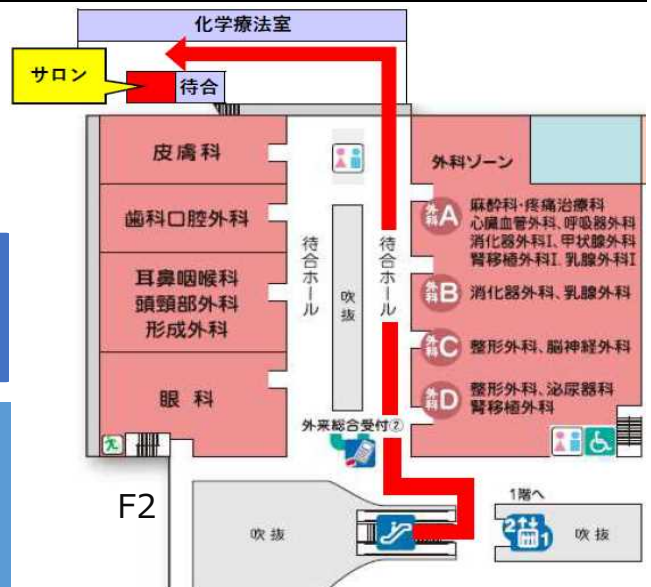 化学療法室
サロン
待合
皮膚科
歯科口腔外科
耳鼻咽喉科
頭頸部外科
形成外科
眼科
待合ホール
吹抜
待合ホール
外科ゾーン
外科A
麻酔科・疼痛治療科
心臓血管外科、呼吸器外科
消化器外科I、甲状腺外科
腎移植外科I、乳腺外科I
外科B
消化器外科、乳腺外科
外科C
整形外科、脳神経外科
外科D
整形外科、泌尿器科
腎移植外科
外来総合受付②
F2
吹抜
1階へ
2
1
吹抜